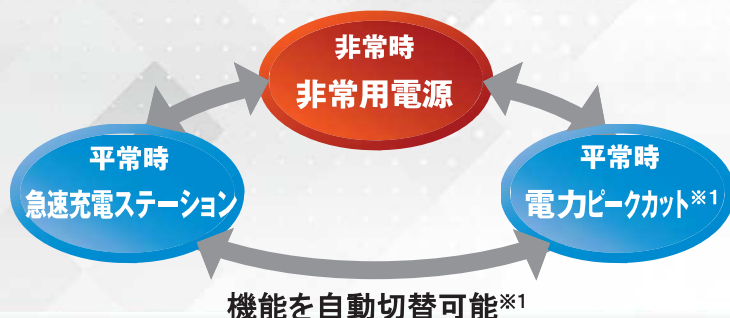 非常時
非常用電源
平常時
急速充電ステーション
平常時
電力ピークカット※1
機能を自動切替可能※1